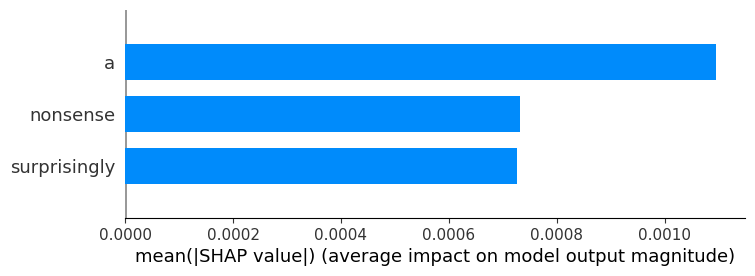 a
nonsense
surprisingly
0.0000 0.0002 0.0004 0.0006 0.0008 0.0010
mean(|SHAP value|) (average impact on model output magnitude)